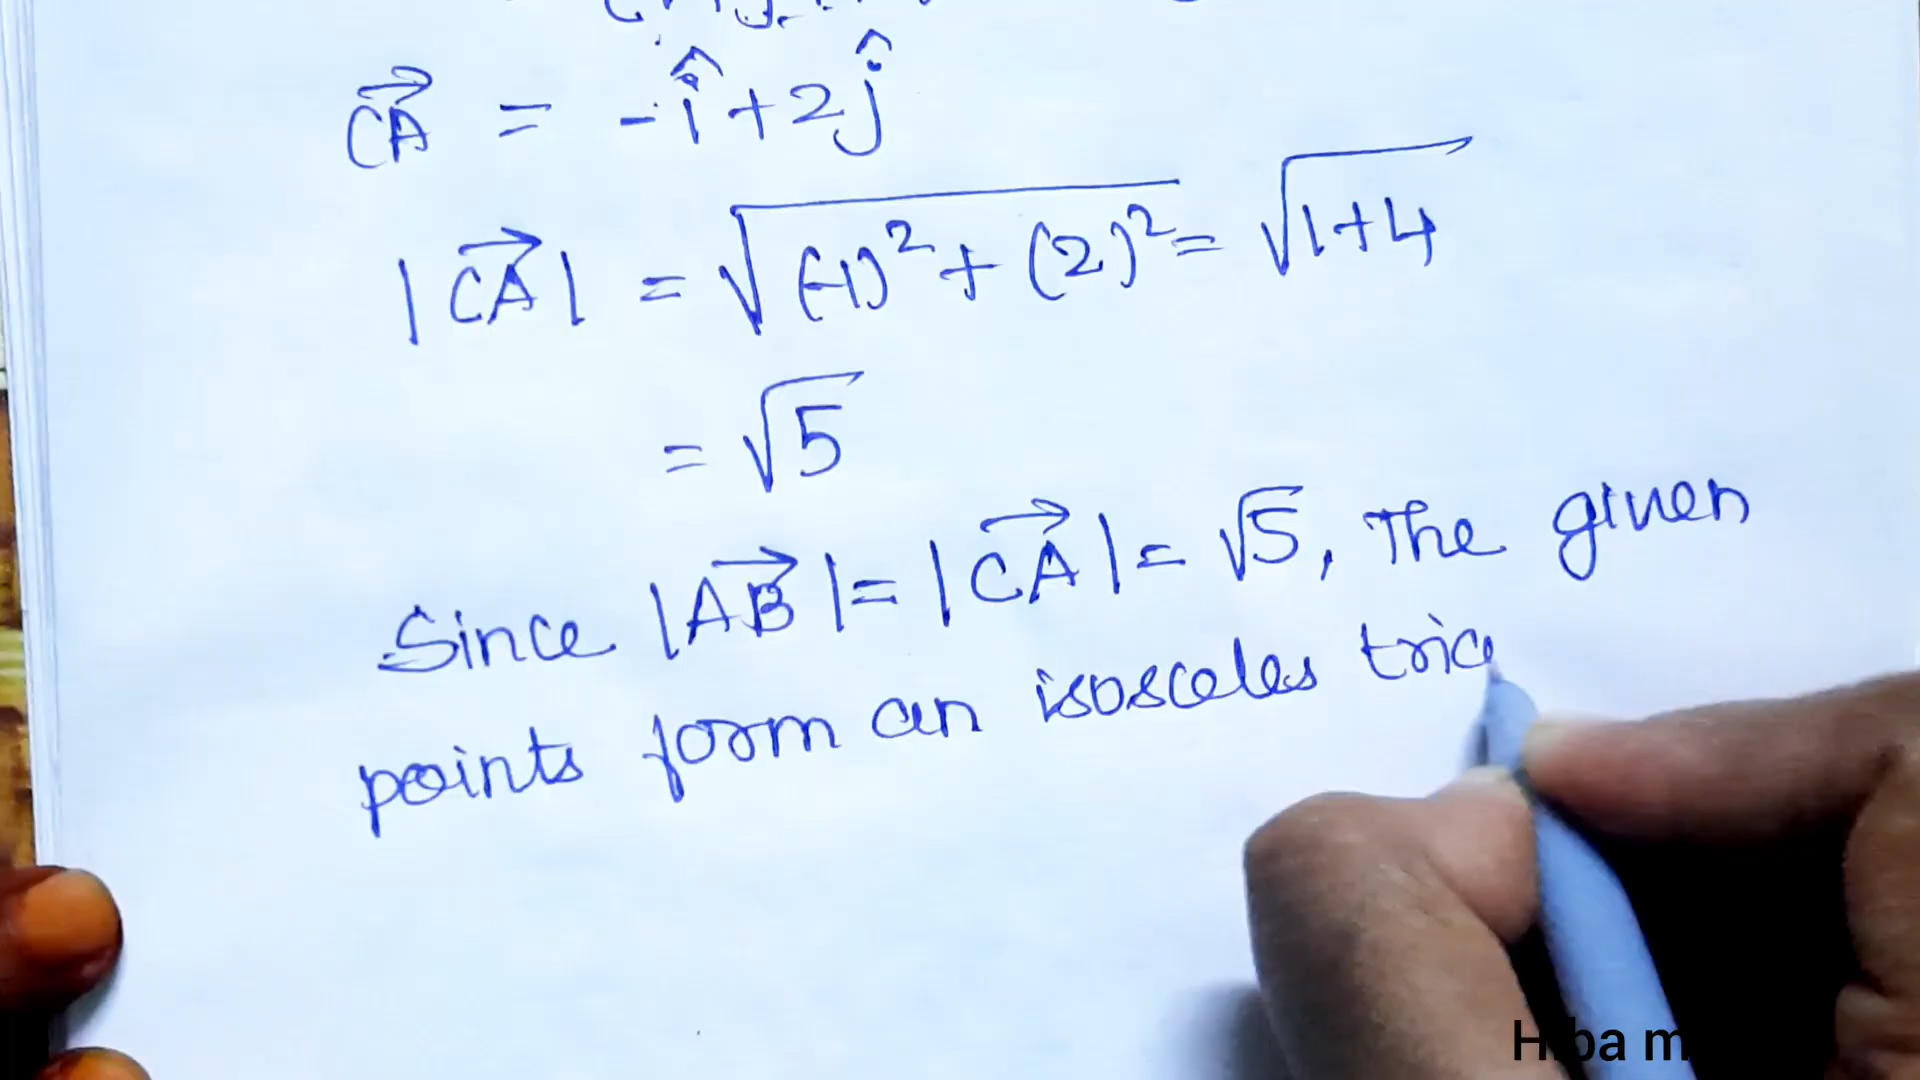 CA⃗ = -î+2ĵ
|CA⃗| = √(-1)²+(2)² = √1+4
= √5
Since |AB⃗| = |CA⃗| = √5, The given
points form an isosceles tria
Hiba m